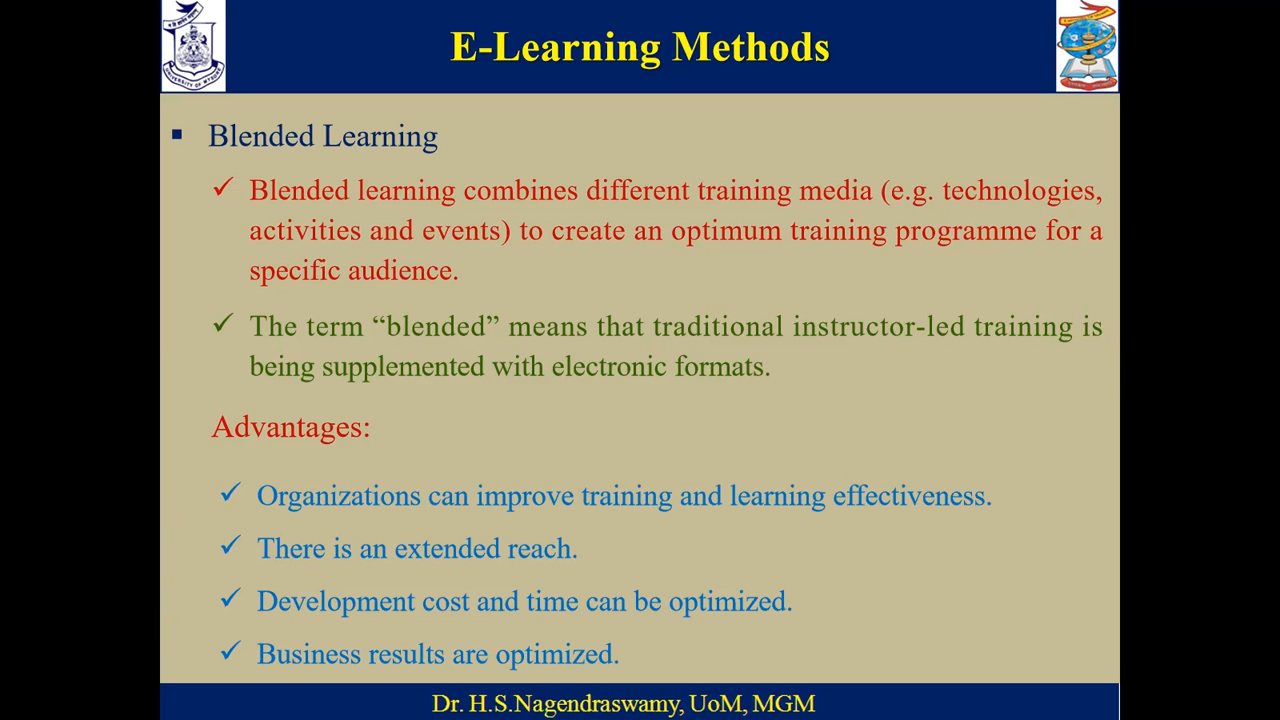 E-Learning Methods
Blended Learning
Blended learning combines different training media (e.g. technologies,
activities and events) to create an optimum training programme for a
specific audience.
The term “blended” means that traditional instructor-led training is
being supplemented with electronic formats.
Advantages:
Organizations can improve training and learning effectiveness.
There is an extended reach.
Development cost and time can be optimized.
Business results are optimized.
Dr. H.S.Nagendraswamy, UoM, MGM